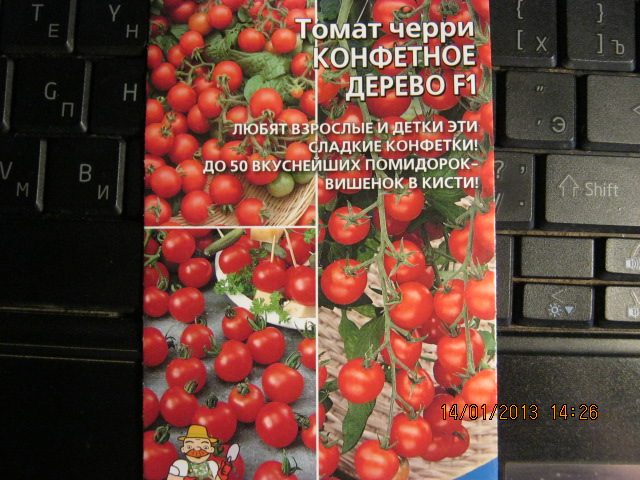 Томат черри
КОНФЕТНОЕ
ДЕРЕВО F1
ЛЮБЯТ ВЗРОСЛЫЕ И ДЕТКИ ЭТИ
СЛАДКИЕ КОНФЕТКИ!
ДО 50 ВКУСНЕЙШИХ ПОМИДОРОК-
ВИШЕНОК В КИСТИ!
T Е
Y Н
{ [ Х
} ] Ъ
G П
H
" ' Э
V М
B И
? /
Shift
14/01/2013 14:26